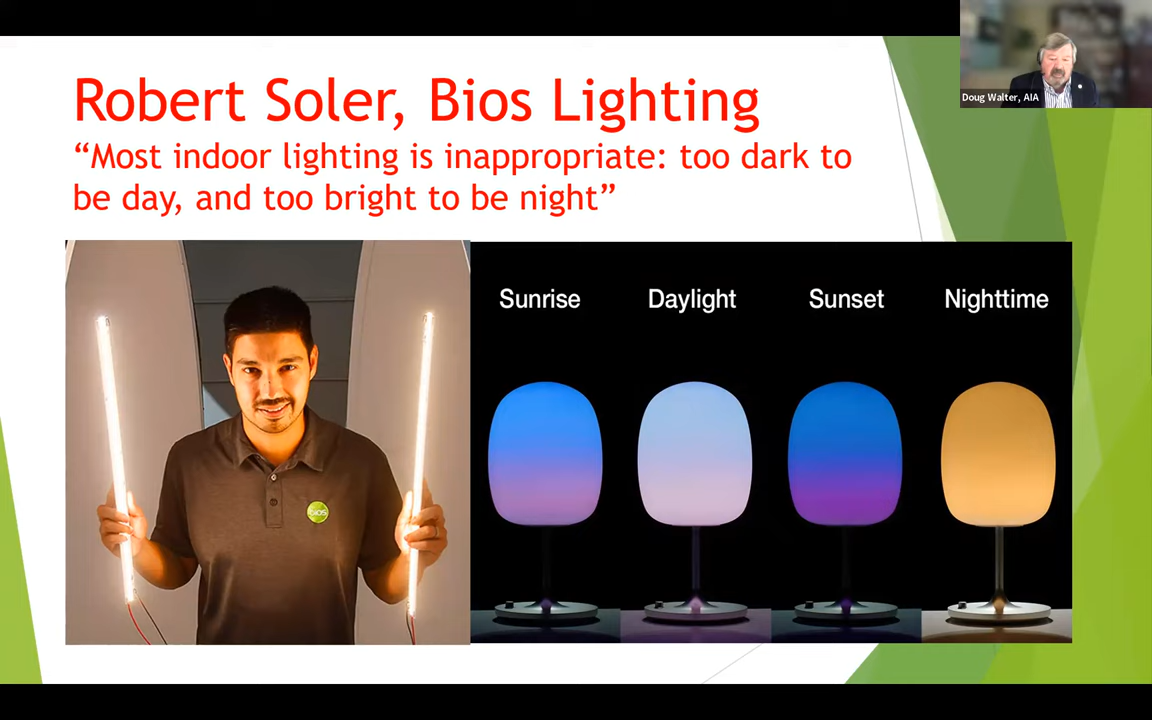 Robert Soler, Bios Lighting
“Most indoor lighting is inappropriate: too dark to
be day, and too bright to be night”
Doug Walter, AIA
Sunrise
Daylight
Sunset
Nighttime
bios